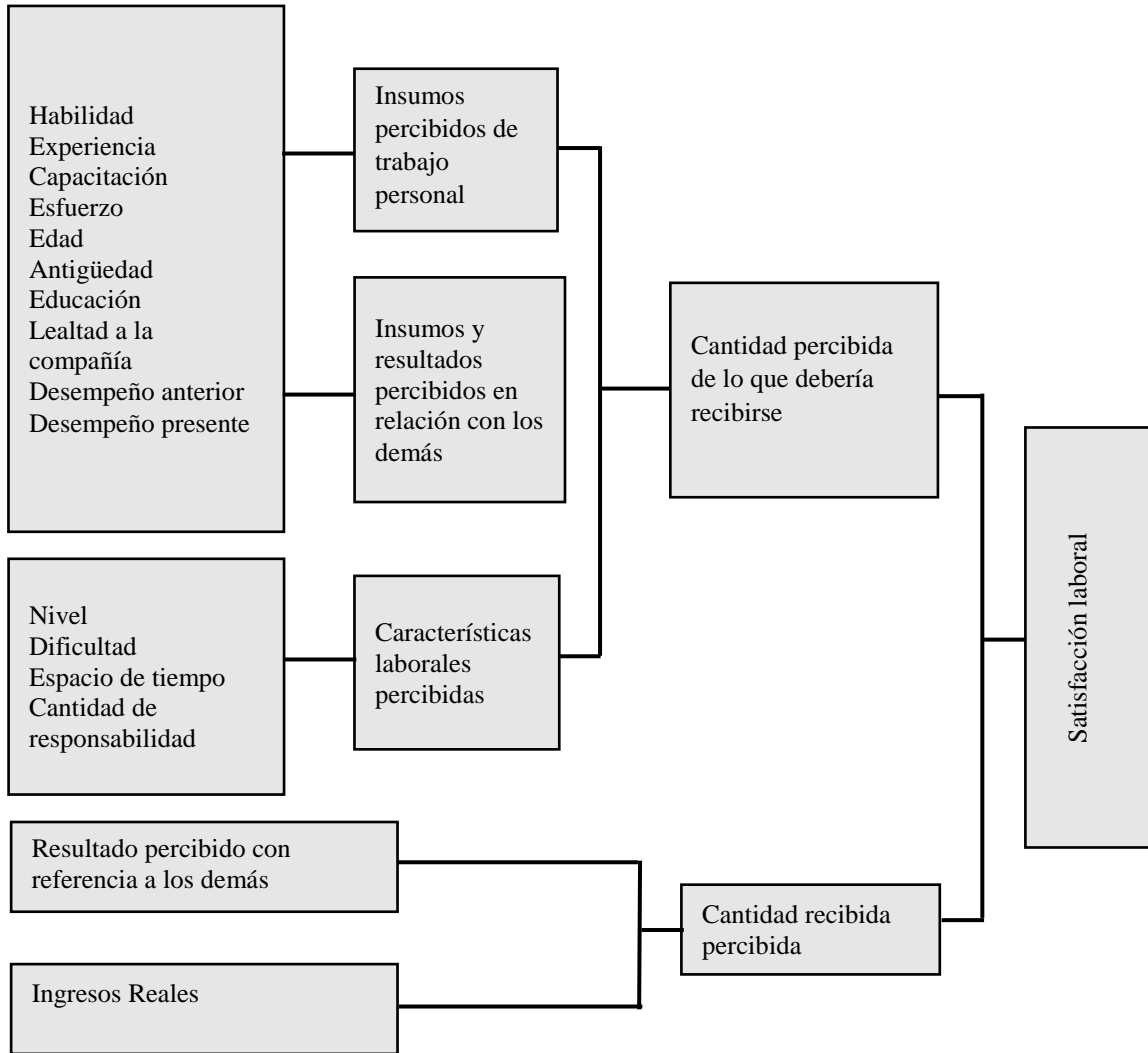 Habilidad
Experiencia
Capacitación
Esfuerzo
Edad
Antigüedad
Educación
Lealtad a la
compañía
Desempeño anterior
Desempeño presente
Insumos
percibidos de
trabajo
personal
Insumos y
resultados
percibidos en
relación con los
demás
Cantidad percibida
de lo que debería
recibirse
Nivel
Dificultad
Espacio de tiempo
Cantidad de
responsabilidad
Características
laborales
percibidas
Satisfacción laboral
Resultado percibido con
referencia a los demás
Cantidad recibida
percibida
Ingresos Reales